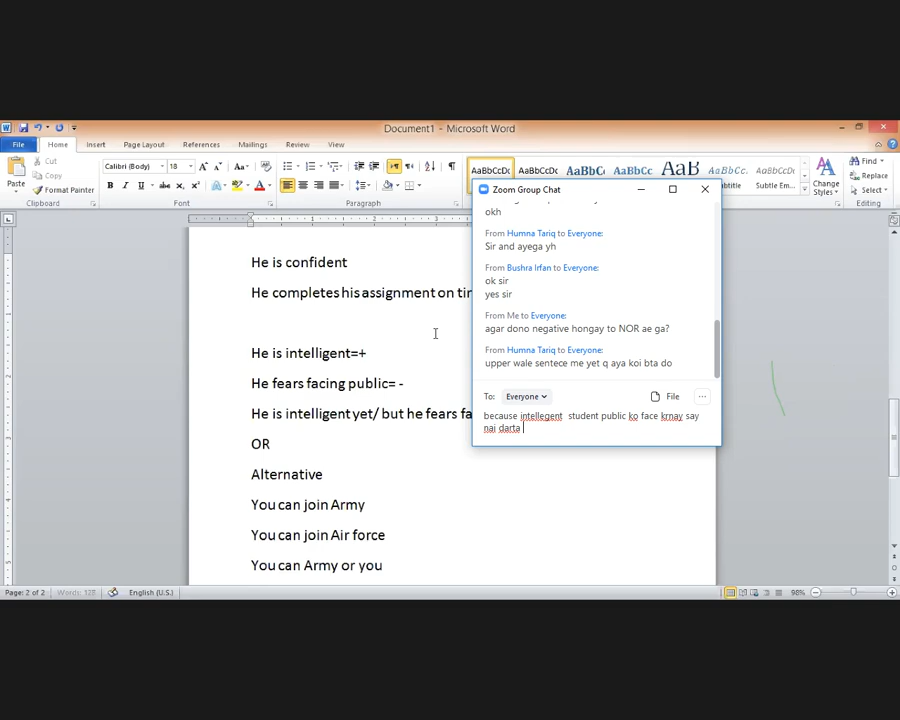 Document1 - Microsoft Word
File Home Insert Page Layout References Mailings Review View
Paste Cut Copy Format Painter Calibri (Body) 18 AaBbCcDc AaBbCcDc AaBbC AaBbCc AaB AaBbCc. AaBbCcDc Change Styles Find Replace Select
Subtle Em...
Clipboard Font Paragraph Editing
He is confident
He completes his assignment on tim
He is intelligent=+
He fears facing public= -
He is intelligent yet/ but he fears fa
OR
Alternative
You can join Army
You can join Air force
You can Army or you
Zoom Group Chat
okh
From Humna Tariq to Everyone:
Sir and ayega yh
From Bushra Irfan to Everyone:
ok sir
yes sir
From Me to Everyone:
agar dono negative hongay to NOR ae ga?
From Humna Tariq to Everyone:
upper wale sentece me yet q aya koi bta do
To: Everyone File
because intellegent student public ko face krnay say
nai darta
Page: 2 of 2 Words: 128 English (U.S.) 98%